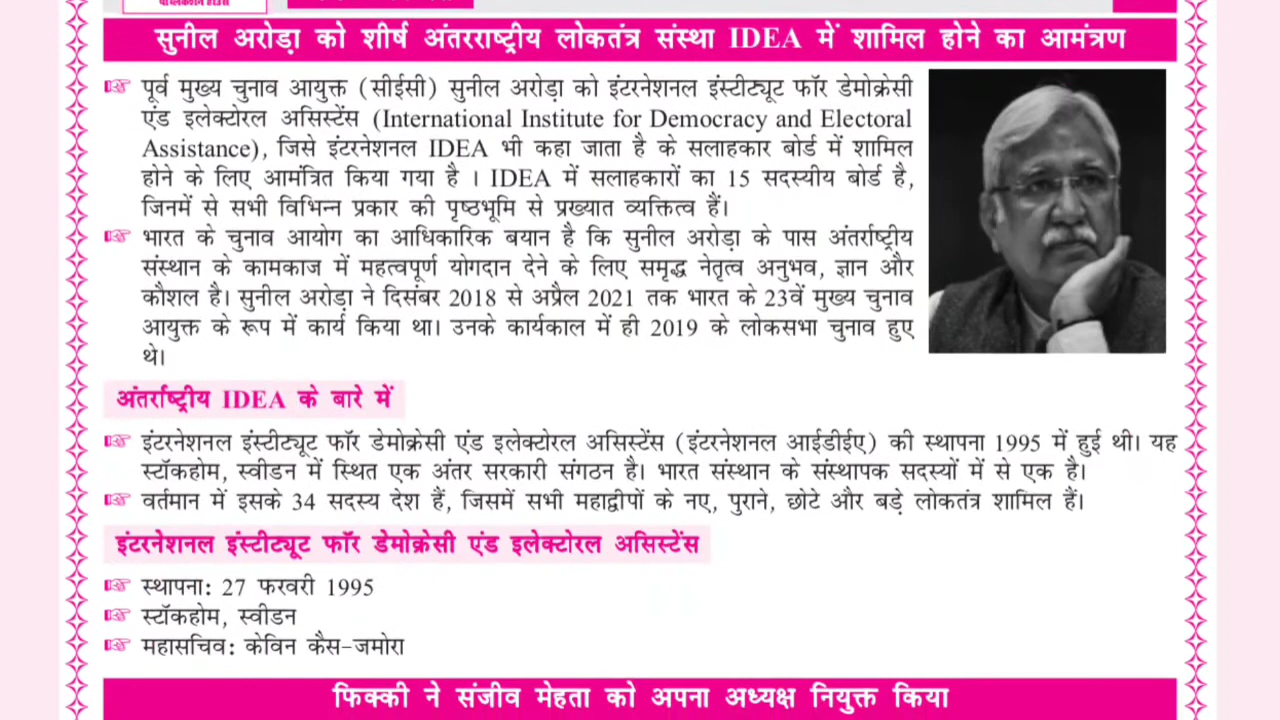 सुनील अरोड़ा को शीर्ष अंतरराष्ट्रीय लोकतंत्र संस्था IDEA में शामिल होने का आमंत्रण
पूर्व मुख्य चुनाव आयुक्त (सीईसी) सुनील अरोड़ा को इंटरनेशनल इंस्टीट्यूट फॉर डेमोक्रेसी
एंड इलेक्टोरल असिस्टेंस (International Institute for Democracy and Electoral
Assistance), जिसे इंटरनेशनल IDEA भी कहा जाता है के सलाहकार बोर्ड में शामिल
होने के लिए आमंत्रित किया गया है । IDEA में सलाहकारों का 15 सदस्यीय बोर्ड है,
जिनमें से सभी विभिन्न प्रकार की पृष्ठभूमि से प्रख्यात व्यक्तित्व हैं।
भारत के चुनाव आयोग का आधिकारिक बयान है कि सुनील अरोड़ा के पास अंतर्राष्ट्रीय
संस्थान के कामकाज में महत्वपूर्ण योगदान देने के लिए समृद्ध नेतृत्व अनुभव, ज्ञान और
कौशल है। सुनील अरोड़ा ने दिसंबर 2018 से अप्रैल 2021 तक भारत के 23वें मुख्य चुनाव
आयुक्त के रूप में कार्य किया था। उनके कार्यकाल में ही 2019 के लोकसभा चुनाव हुए
थे।
अंतर्राष्ट्रीय IDEA के बारे में
इंटरनेशनल इंस्टीट्यूट फॉर डेमोक्रेसी एंड इलेक्टोरल असिस्टेंस (इंटरनेशनल आईडीईए) की स्थापना 1995 में हुई थी। यह
स्टॉकहोम, स्वीडन में स्थित एक अंतर सरकारी संगठन है। भारत संस्थान के संस्थापक सदस्यों में से एक है।
वर्तमान में इसके 34 सदस्य देश हैं, जिसमें सभी महाद्वीपों के नए, पुराने, छोटे और बड़े लोकतंत्र शामिल हैं।
इंटरनेशनल इंस्टीट्यूट फॉर डेमोक्रेसी एंड इलेक्टोरल असिस्टेंस
स्थापना: 27 फरवरी 1995
स्टॉकहोम, स्वीडन
महासचिव: केविन कैस-जमोरा
फिक्की ने संजीव मेहता को अपना अध्यक्ष नियुक्त किया